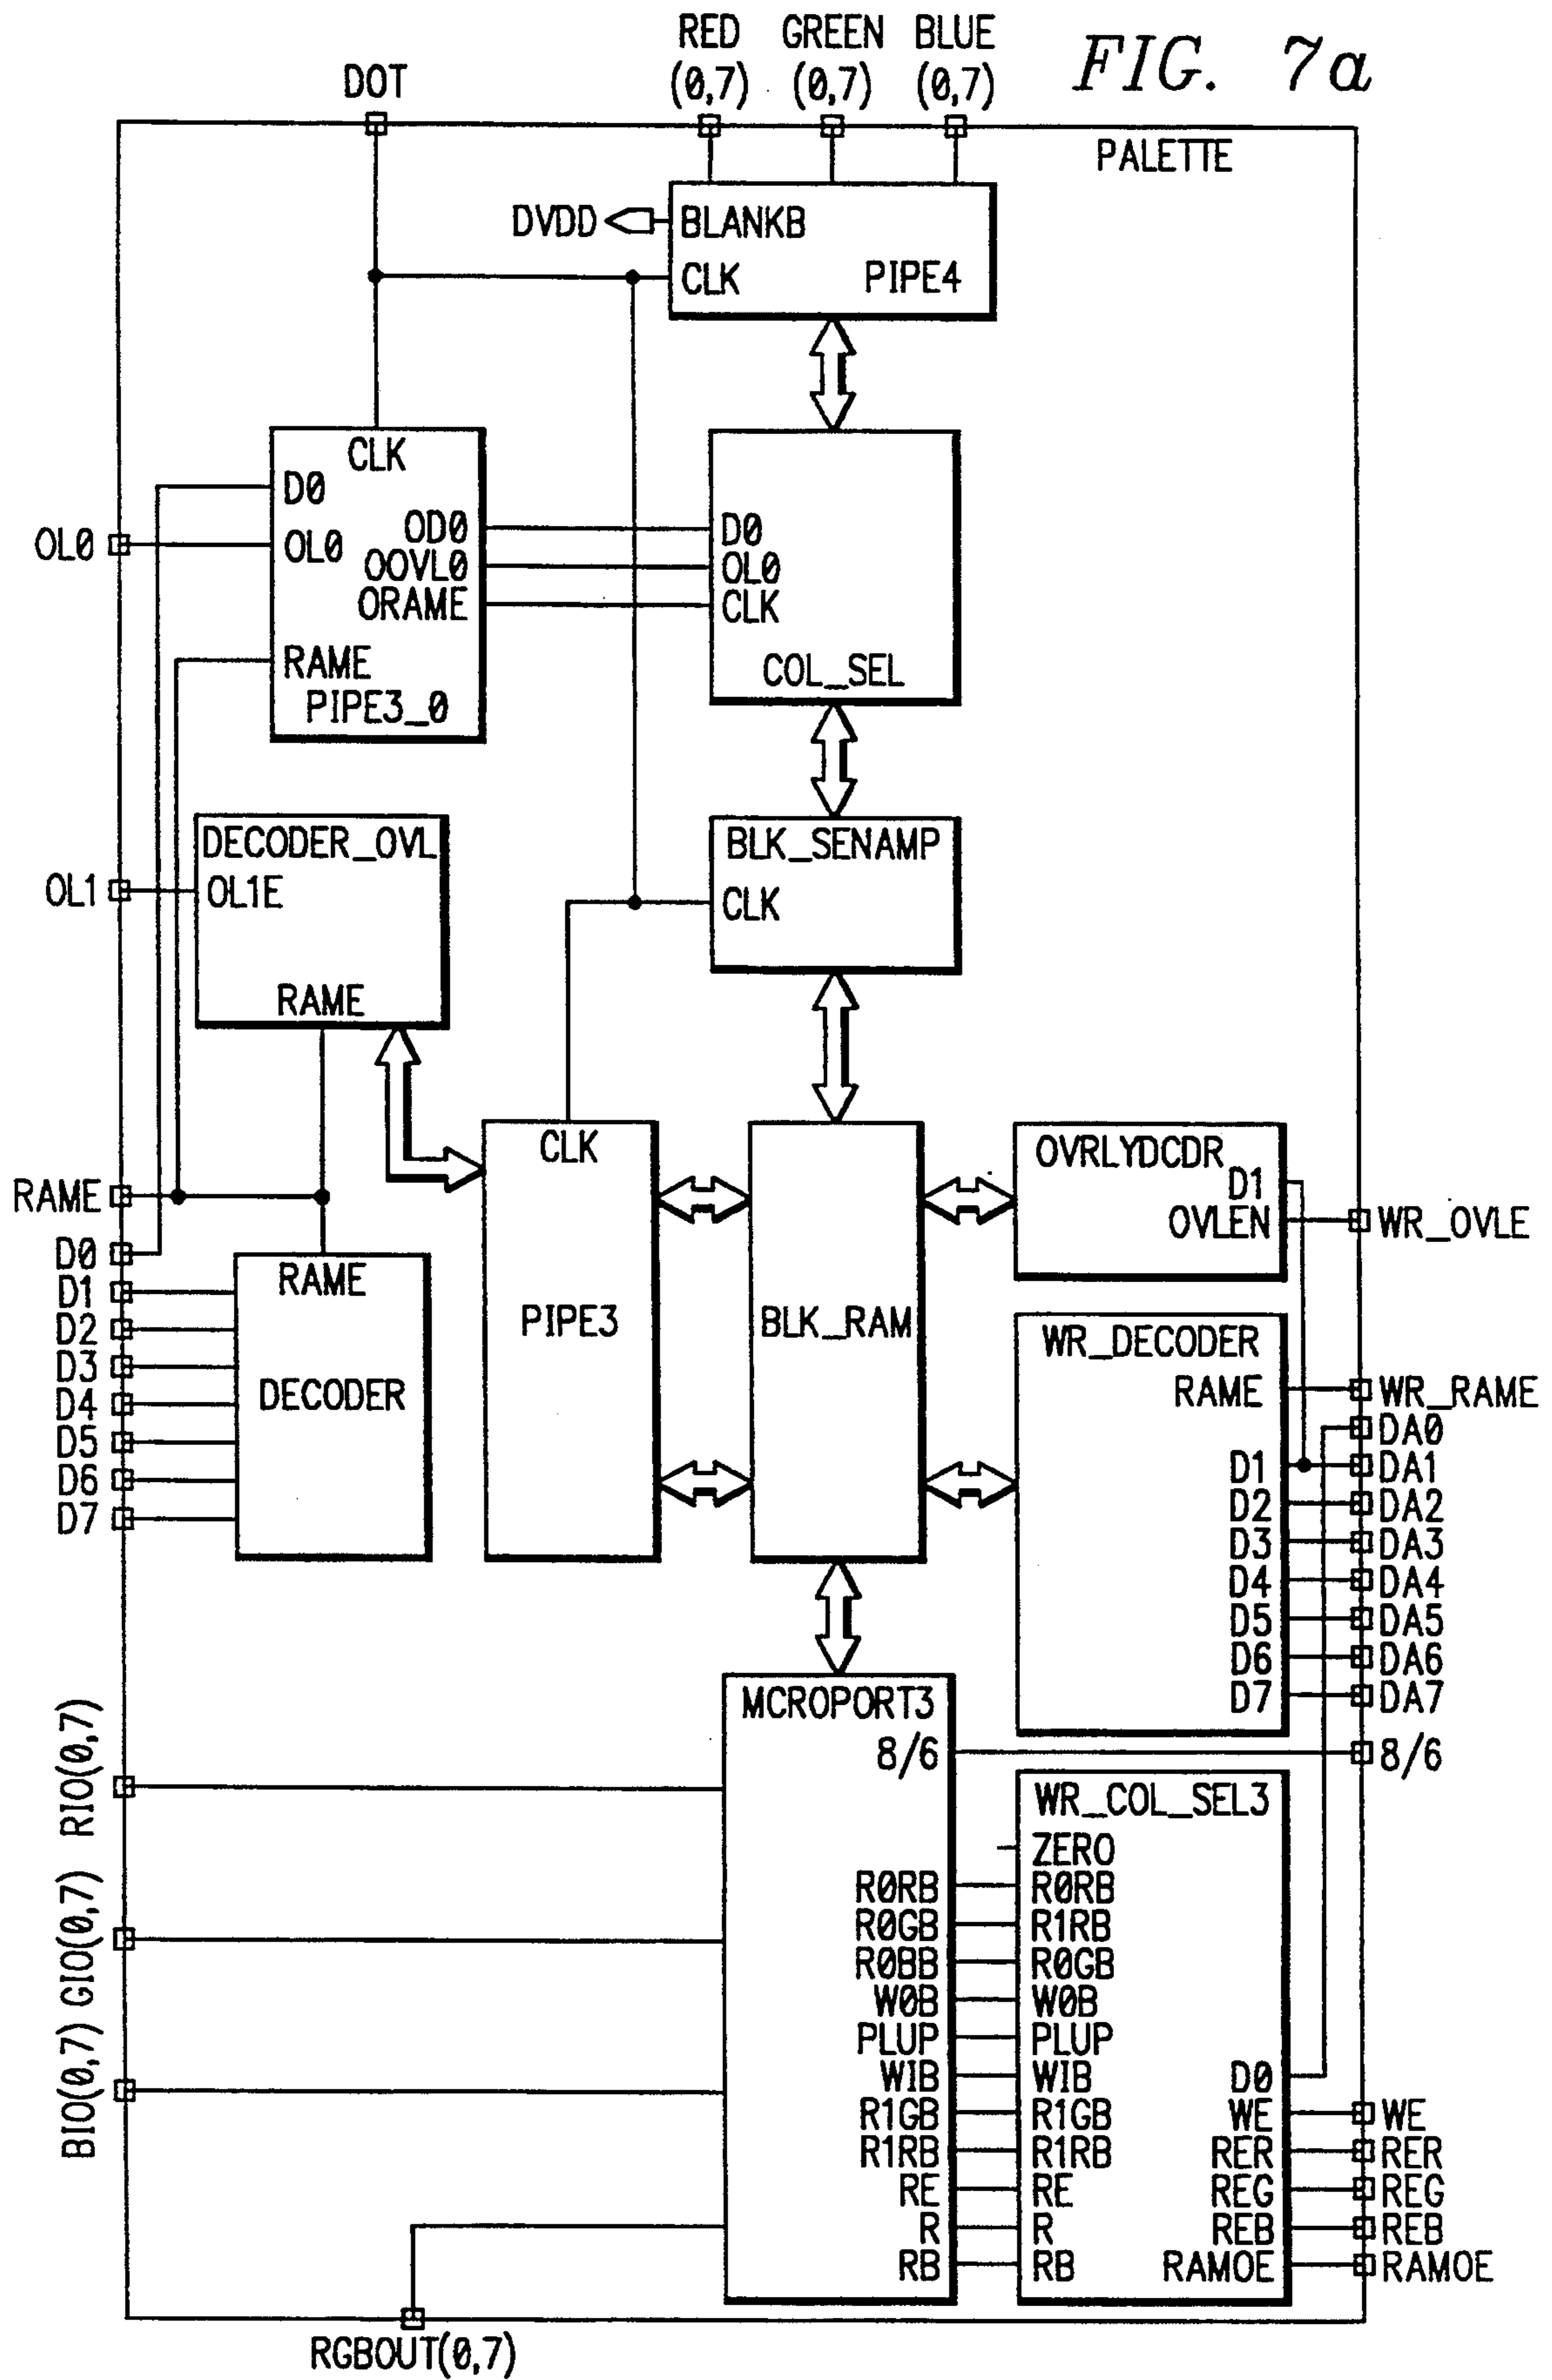 FIG. 7a
RED GREEN BLUE
(0,7) (0,7) (0,7)
DOT
PALETTE
DVDD
BLANKB
CLK
PIPE4
CLK
D0
OL0
OL0
OD0
OOVL0
ORAME
RAME
PIPE3_0
D0
OL0
CLK
COL_SEL
DECODER_OVL
OL1
OL1E
RAME
BLK_SENAMP
CLK
CLK
PIPE3
BLK_RAM
OVRLYDCDR
D1
OVLEN
WR_OVLE
RAME
D0
D1
D2
D3
D4
D5
D6
D7
RAME
DECODER
WR_DECODER
RAME
D1
D2
D3
D4
D5
D6
D7
WR_RAME
DA0
DA1
DA2
DA3
DA4
DA5
DA6
DA7
8/6
MCROPORT3
8/6
RIO(0,7)
GIO(0,7)
BIO(0,7)
R0RB
R0GB
R0BB
W0B
PLUP
WIB
R1GB
R1RB
RE
R
RB
WR_COL_SEL3
ZERO
R0RB
R1RB
R0GB
W0B
PLUP
WIB
R1GB
R1RB
RE
R
RB
D0
WE
RER
REG
REB
RAMOE
WE
RER
REG
REB
RAMOE
RGBOUT(0,7)